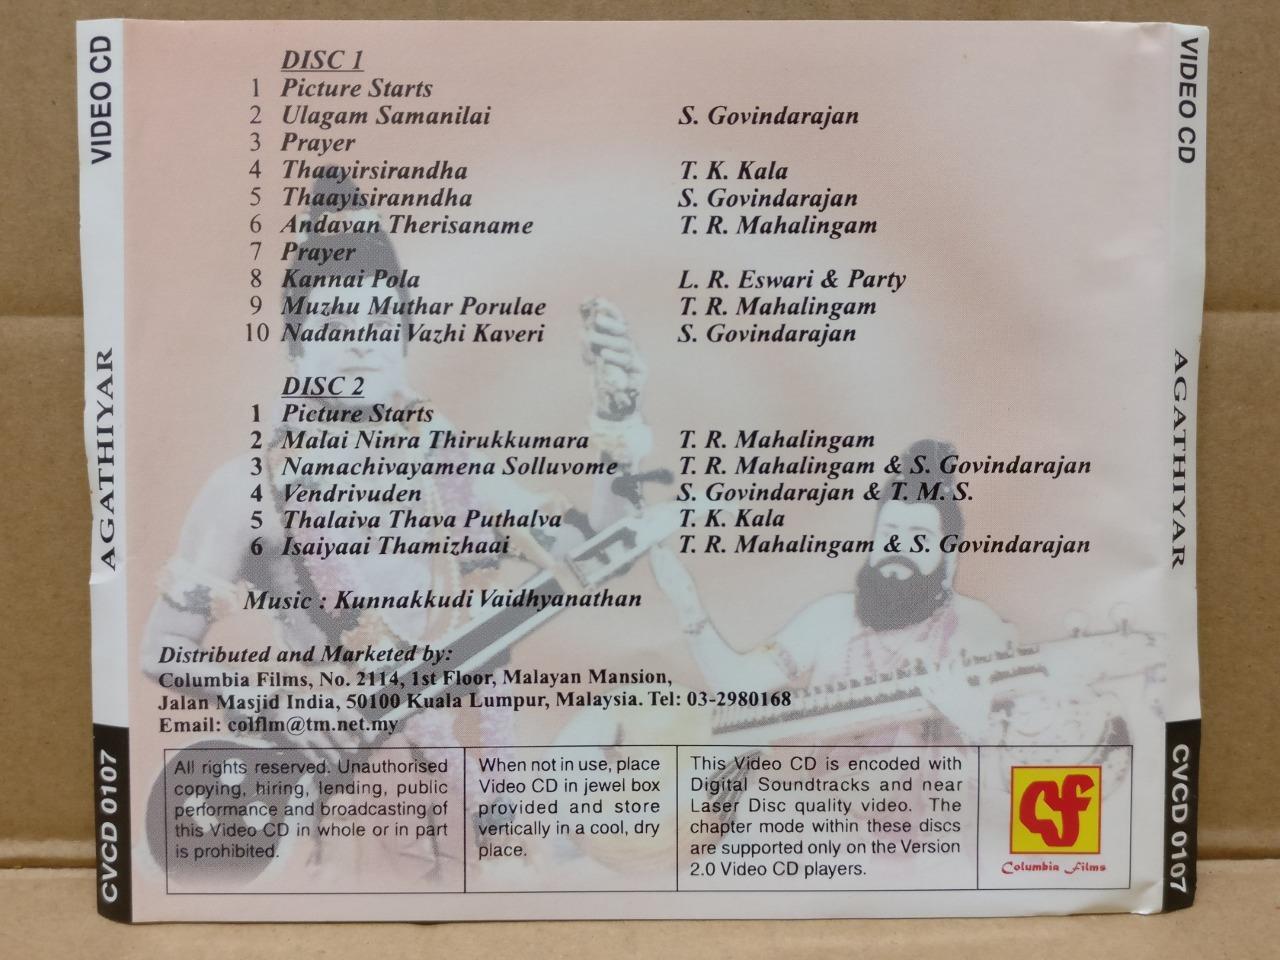 VIDEO CD
AGATHIYAR
CVCD 0107
DISC 1
1 Picture Starts
2 Ulagam Samanilai S. Govindarajan
3 Prayer
4 Thaayirsirandha T. K. Kala
5 Thaayisiranndha S. Govindarajan
6 Andavan Therisaname T. R. Mahalingam
7 Prayer
8 Kannai Pola L. R. Eswari & Party
9 Muzhu Muthar Porulae T. R. Mahalingam
10 Nadanthai Vazhi Kaveri S. Govindarajan
DISC 2
1 Picture Starts
2 Malai Ninra Thirukkumara T. R. Mahalingam
3 Namachivayamena Solluvome T. R. Mahalingam & S. Govindarajan
4 Vendrivuden S. Govindarajan & T. M. S.
5 Thalaiva Thava Puthalva T. K. Kala
6 Isaiyaai Thamizhaai T. R. Mahalingam & S. Govindarajan
Music : Kunnakkudi Vaidhyanathan
Distributed and Marketed by:
Columbia Films, No. 2114, 1st Floor, Malayan Mansion,
Jalan Masjid India, 50100 Kuala Lumpur, Malaysia. Tel: 03-2980168
Email: colflm@tm.net.my
All rights reserved. Unauthorised
copying, hiring, lending, public
performance and broadcasting of
this Video CD in whole or in part
is prohibited.
When not in use, place
Video CD in jewel box
provided and store
vertically in a cool, dry
place.
This Video CD is encoded with
Digital Soundtracks and near
Laser Disc quality video. The
chapter mode within these discs
are supported only on the Version
2.0 Video CD players.
CF
Columbia Films
VIDEO CD
AGATHIYAR
CVCD 0107